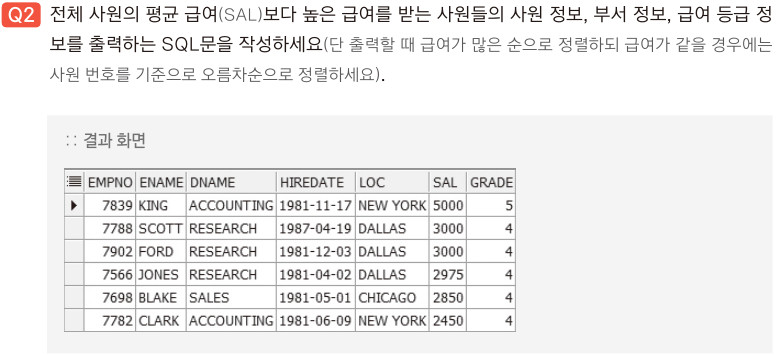 Q2 전체 사원의 평균 급여(SAL)보다 높은 급여를 받는 사원들의 사원 정보, 부서 정보, 급여 등급 정
보를 출력하는 SQL문을 작성하세요(단 출력할 때 급여가 많은 순으로 정렬하되 급여가 같을 경우에는
사원 번호를 기준으로 오름차순으로 정렬하세요).
:: 결과 화면
EMPNO ENAME DNAME HIREDATE LOC SAL GRADE
7839 KING ACCOUNTING 1981-11-17 NEW YORK 5000 5
7788 SCOTT RESEARCH 1987-04-19 DALLAS 3000 4
7902 FORD RESEARCH 1981-12-03 DALLAS 3000 4
7566 JONES RESEARCH 1981-04-02 DALLAS 2975 4
7698 BLAKE SALES 1981-05-01 CHICAGO 2850 4
7782 CLARK ACCOUNTING 1981-06-09 NEW YORK 2450 4